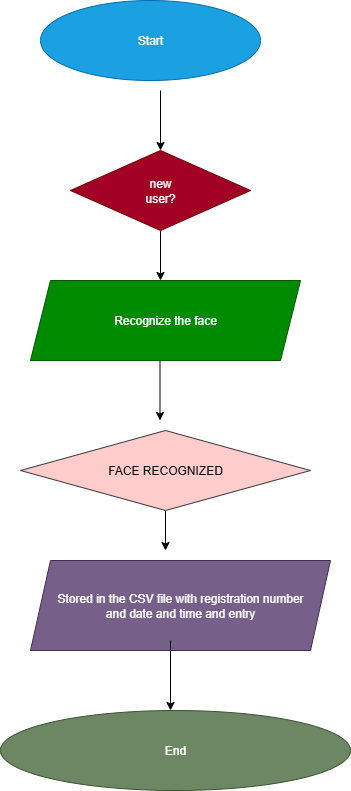 Start
new
user?
Recognize the face
FACE RECOGNIZED
Stored in the CSV file with registration number
and date and time and entry
End